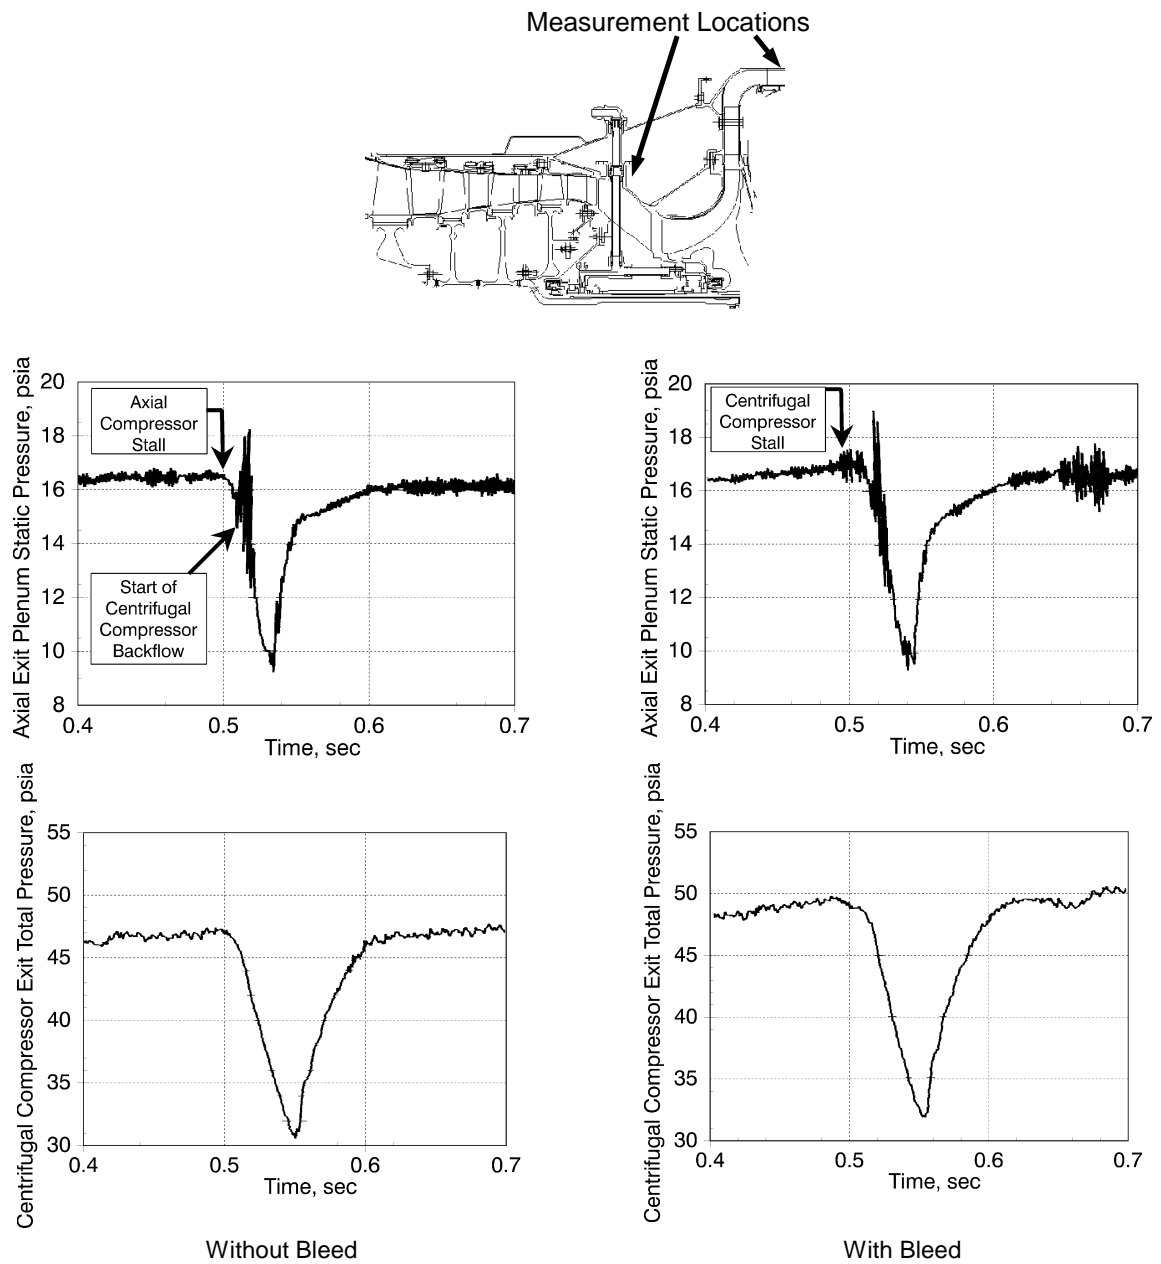 Measurement Locations
Axial Exit Plenum Static Pressure, psia
20
18
16
14
12
10
8
Axial
Compressor
Stall
Start of
Centrifugal
Compressor
Backflow
0.4 0.5 0.6 0.7
Time, sec
Axial Exit Plenum Static Pressure, psia
20
18
16
14
12
10
8
Centrifugal
Compressor
Stall
0.4 0.5 0.6 0.7
Time, sec
Centrifugal Compressor Exit Total Pressure, psia
55
50
45
40
35
30
0.4 0.5 0.6 0.7
Time, sec
Without Bleed
Centrifugal Compressor Exit Total Pressure, psia
55
50
45
40
35
30
0.4 0.5 0.6 0.7
Time, sec
With Bleed